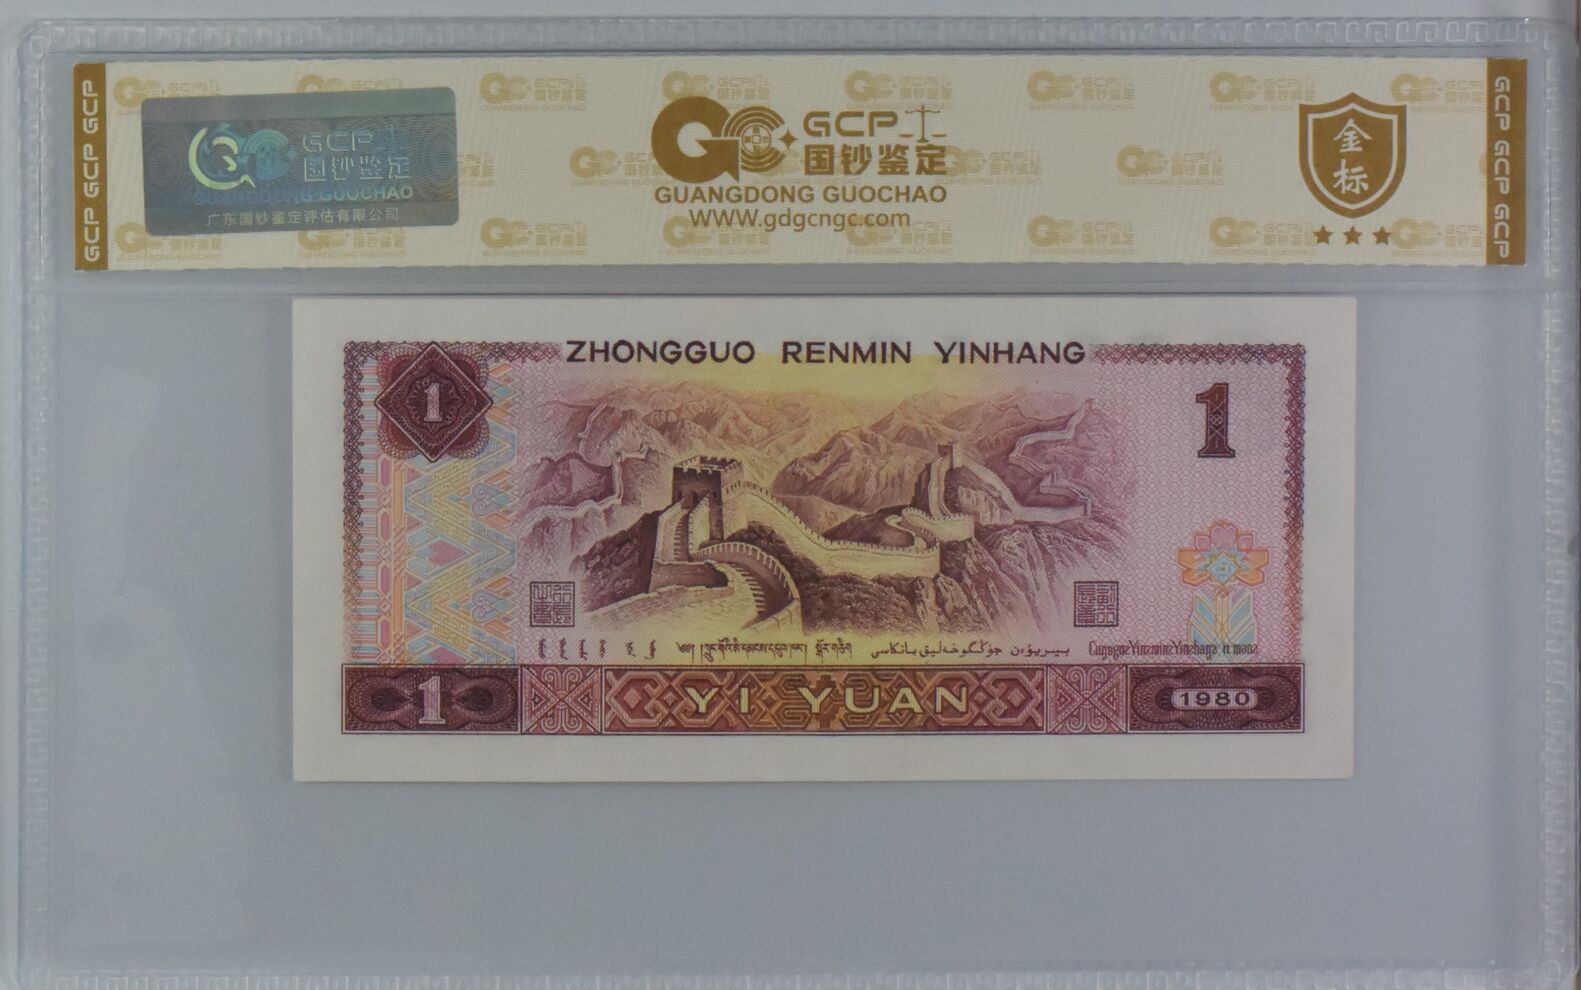 GCP GCP GCP
GCP
国钞鉴定
GUANGDONG GUOCHAO
广东国钞鉴定评估有限公司
GCP
国钞鉴定
GUANGDONG GUOCHAO
WWW.gdgcngc.com
金标
GCP GCP GCP
ZHONGGUO RENMIN YINHANG
1
1
1
YI YUAN
1980